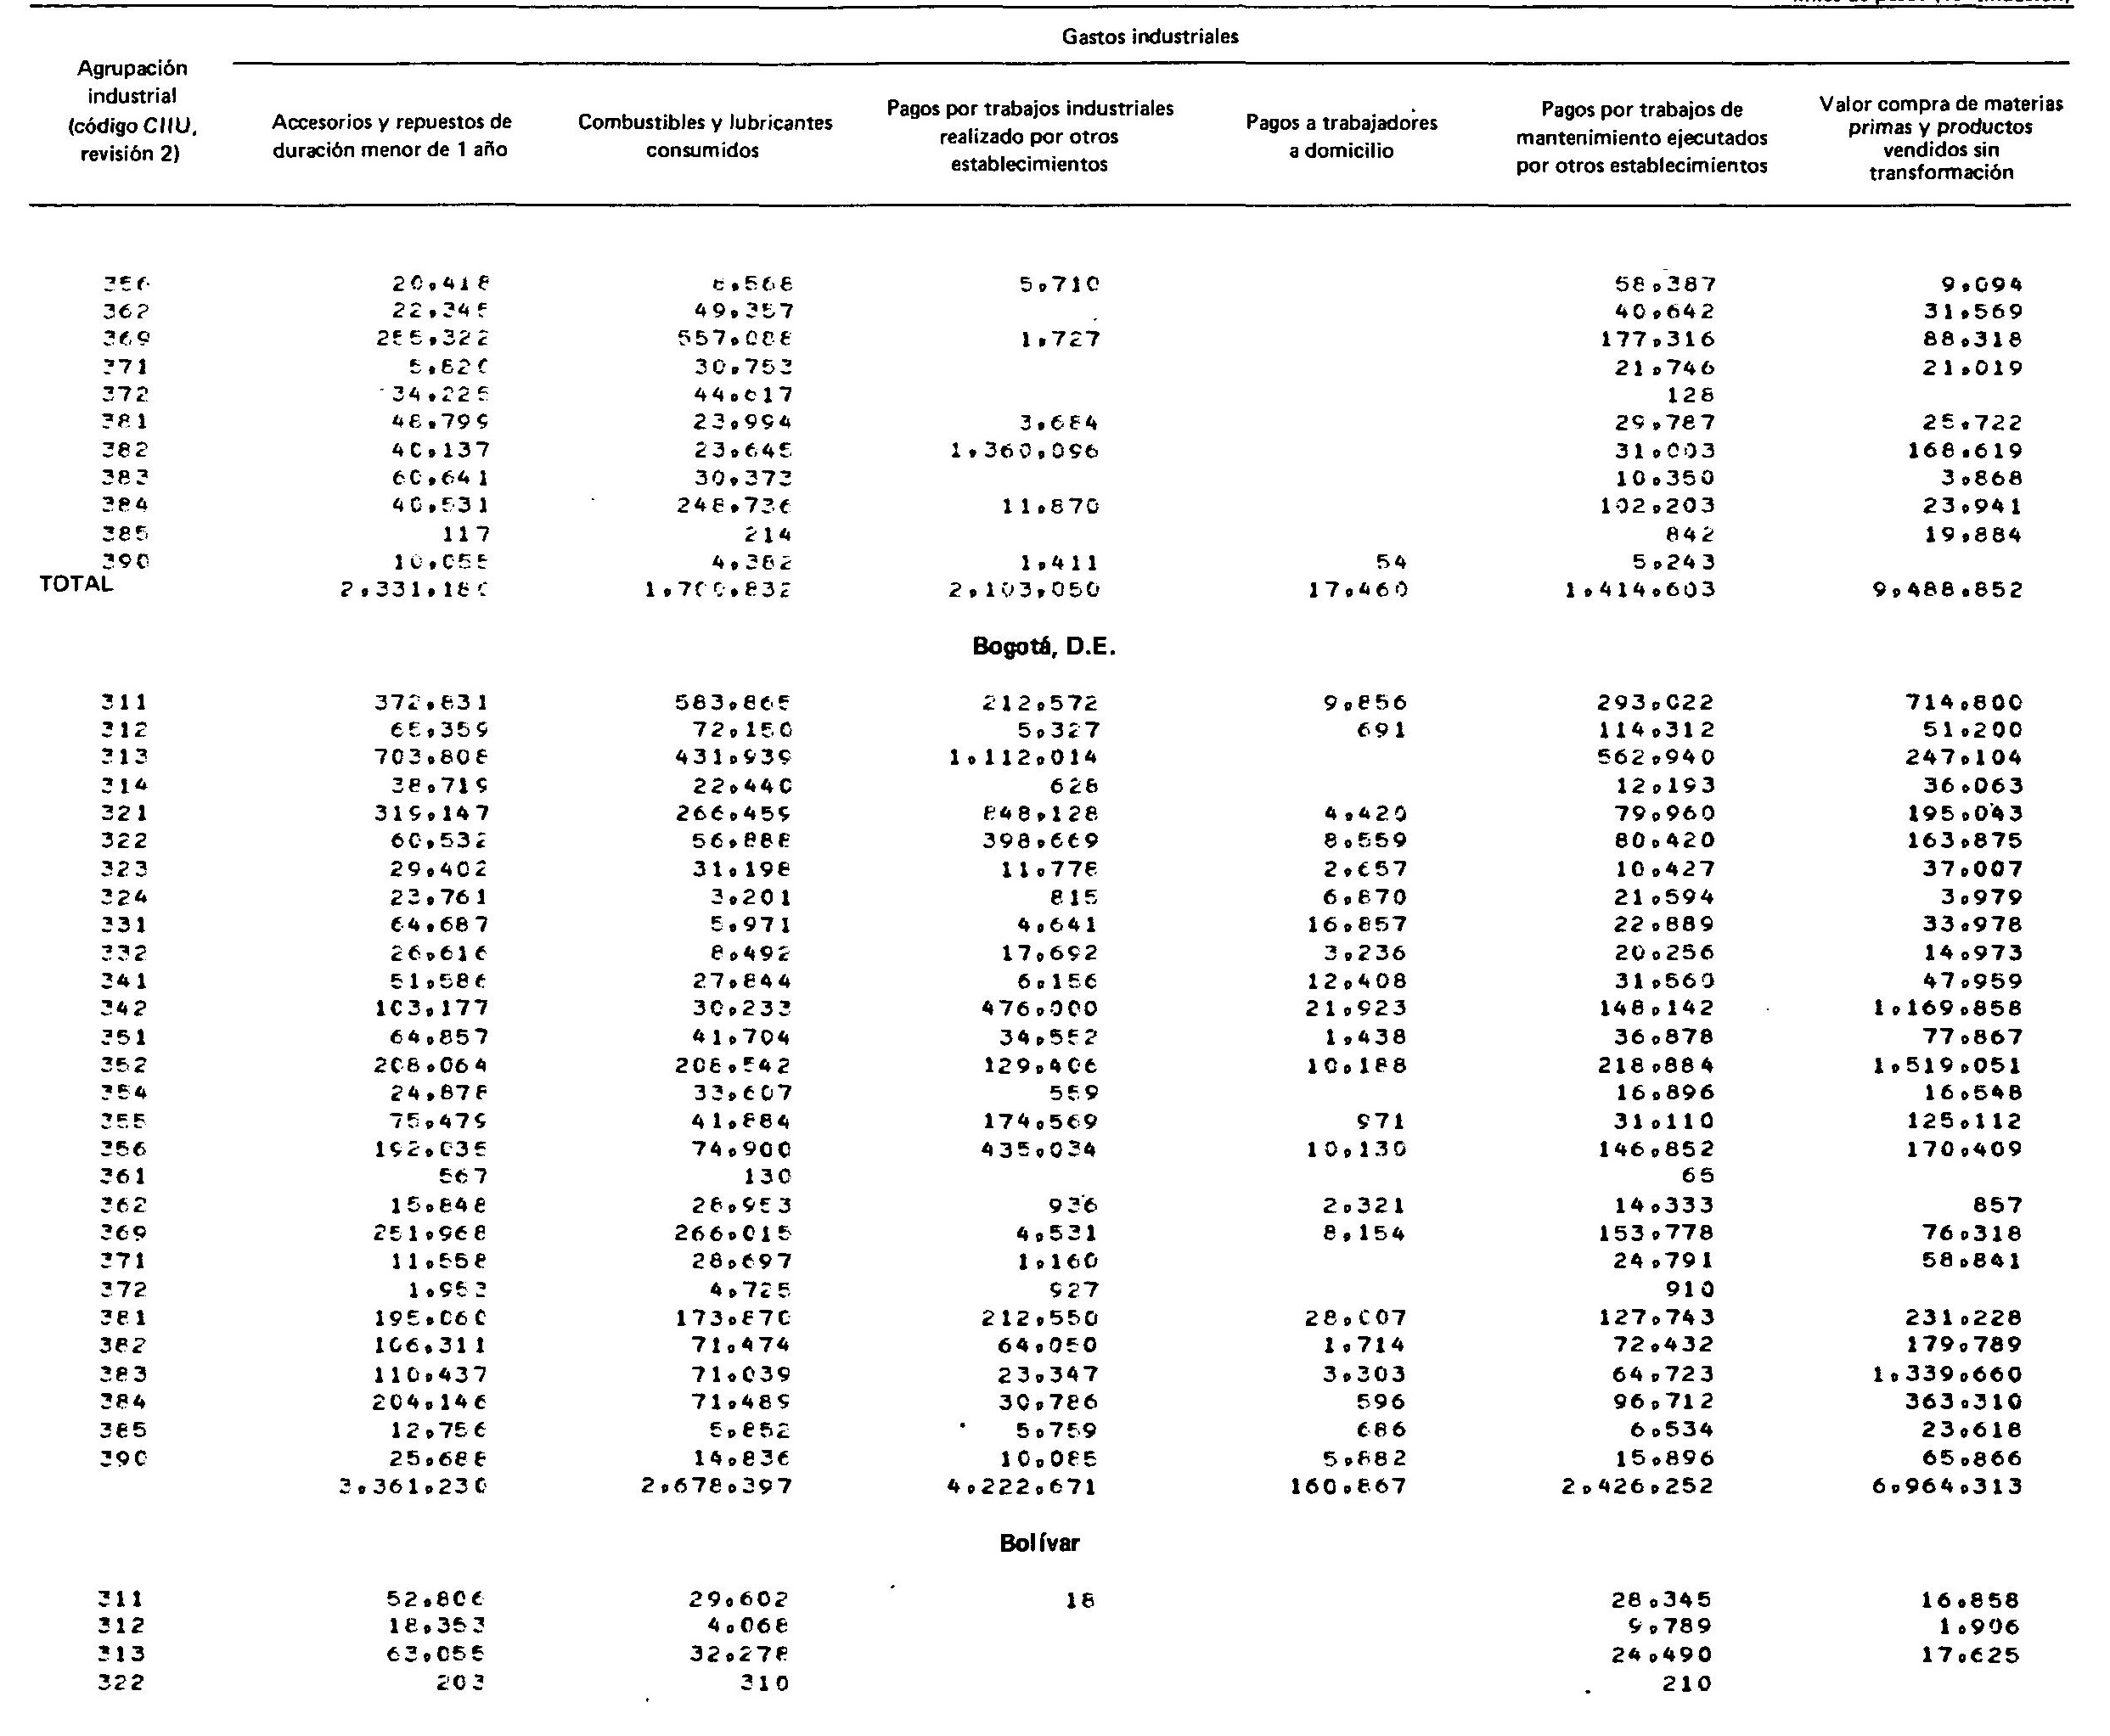 Gastos industriales
Agrupación industrial (código CIIU, revisión 2) Accesorios y repuestos de duración menor de 1 año Combustibles y lubricantes consumidos Pagos por trabajos industriales realizado por otros establecimientos Pagos a trabajadores a domicilio Pagos por trabajos de mantenimiento ejecutados por otros establecimientos Valor compra de materias primas y productos vendidos sin transformación
356 20,418 5,710 58,387 9,094
362 22,345 49,357 40,642 31,569
369 255,322 557,088 1,727 177,316 88,318
371 5,820 30,753 21,746 21,019
372 34,225 44,617 128
381 48,799 23,994 3,684 29,787 25,722
382 40,137 23,645 1,360,096 31,003 168,619
383 60,641 30,373 10,350 3,868
384 40,531 248,736 11,870 102,203 23,941
385 117 214 842 19,884
390 10,055 4,382 1,411 54 5,243
TOTAL 2,331,180 1,700,832 2,103,050 17,460 1,414,603 9,488,852
Bogotá, D.E.
311 372,831 583,865 212,572 9,856 293,022 714,800
312 65,359 72,150 5,327 691 114,312 51,200
313 703,808 431,939 1,112,014 562,940 247,104
314 38,719 22,440 628 12,193 36,063
321 319,147 266,459 848,128 4,420 79,960 195,043
322 60,532 56,888 398,669 8,559 80,420 163,875
323 29,402 31,198 11,778 2,657 10,427 37,007
324 23,761 3,201 815 6,870 21,594 3,979
331 64,687 5,971 4,641 16,857 22,889 33,978
332 26,616 8,492 17,692 3,236 20,256 14,973
341 51,586 27,844 6,156 12,408 31,560 47,959
342 103,177 30,233 476,000 21,923 148,142 1,169,858
351 64,857 41,704 34,552 1,438 36,878 77,867
352 208,064 208,542 129,406 10,188 218,884 1,519,051
354 24,878 33,607 559 16,896 16,548
355 75,479 41,884 174,569 971 31,110 125,112
356 192,035 74,900 435,034 10,130 146,852 170,409
361 567 130 65
362 15,848 28,953 936 2,321 14,333 857
369 251,968 266,015 4,531 8,154 153,778 76,318
371 11,558 28,697 1,160 24,791 58,841
372 1,953 4,725 927 910
381 195,060 173,870 212,550 28,007 127,743 231,228
382 106,311 71,474 64,050 1,714 72,432 179,789
383 110,437 71,039 23,347 3,303 64,723 1,339,660
384 204,146 71,489 30,786 596 96,712 363,310
385 12,756 5,852 5,759 686 6,534 23,618
390 25,688 14,836 10,085 5,882 15,896 65,866
3,361,230 2,678,397 4,222,671 160,867 2,426,252 6,964,313
Bolívar
311 52,806 29,602 18 28,345 16,858
312 18,353 4,068 9,789 1,906
313 63,055 32,278 24,490 17,625
322 203 310 210